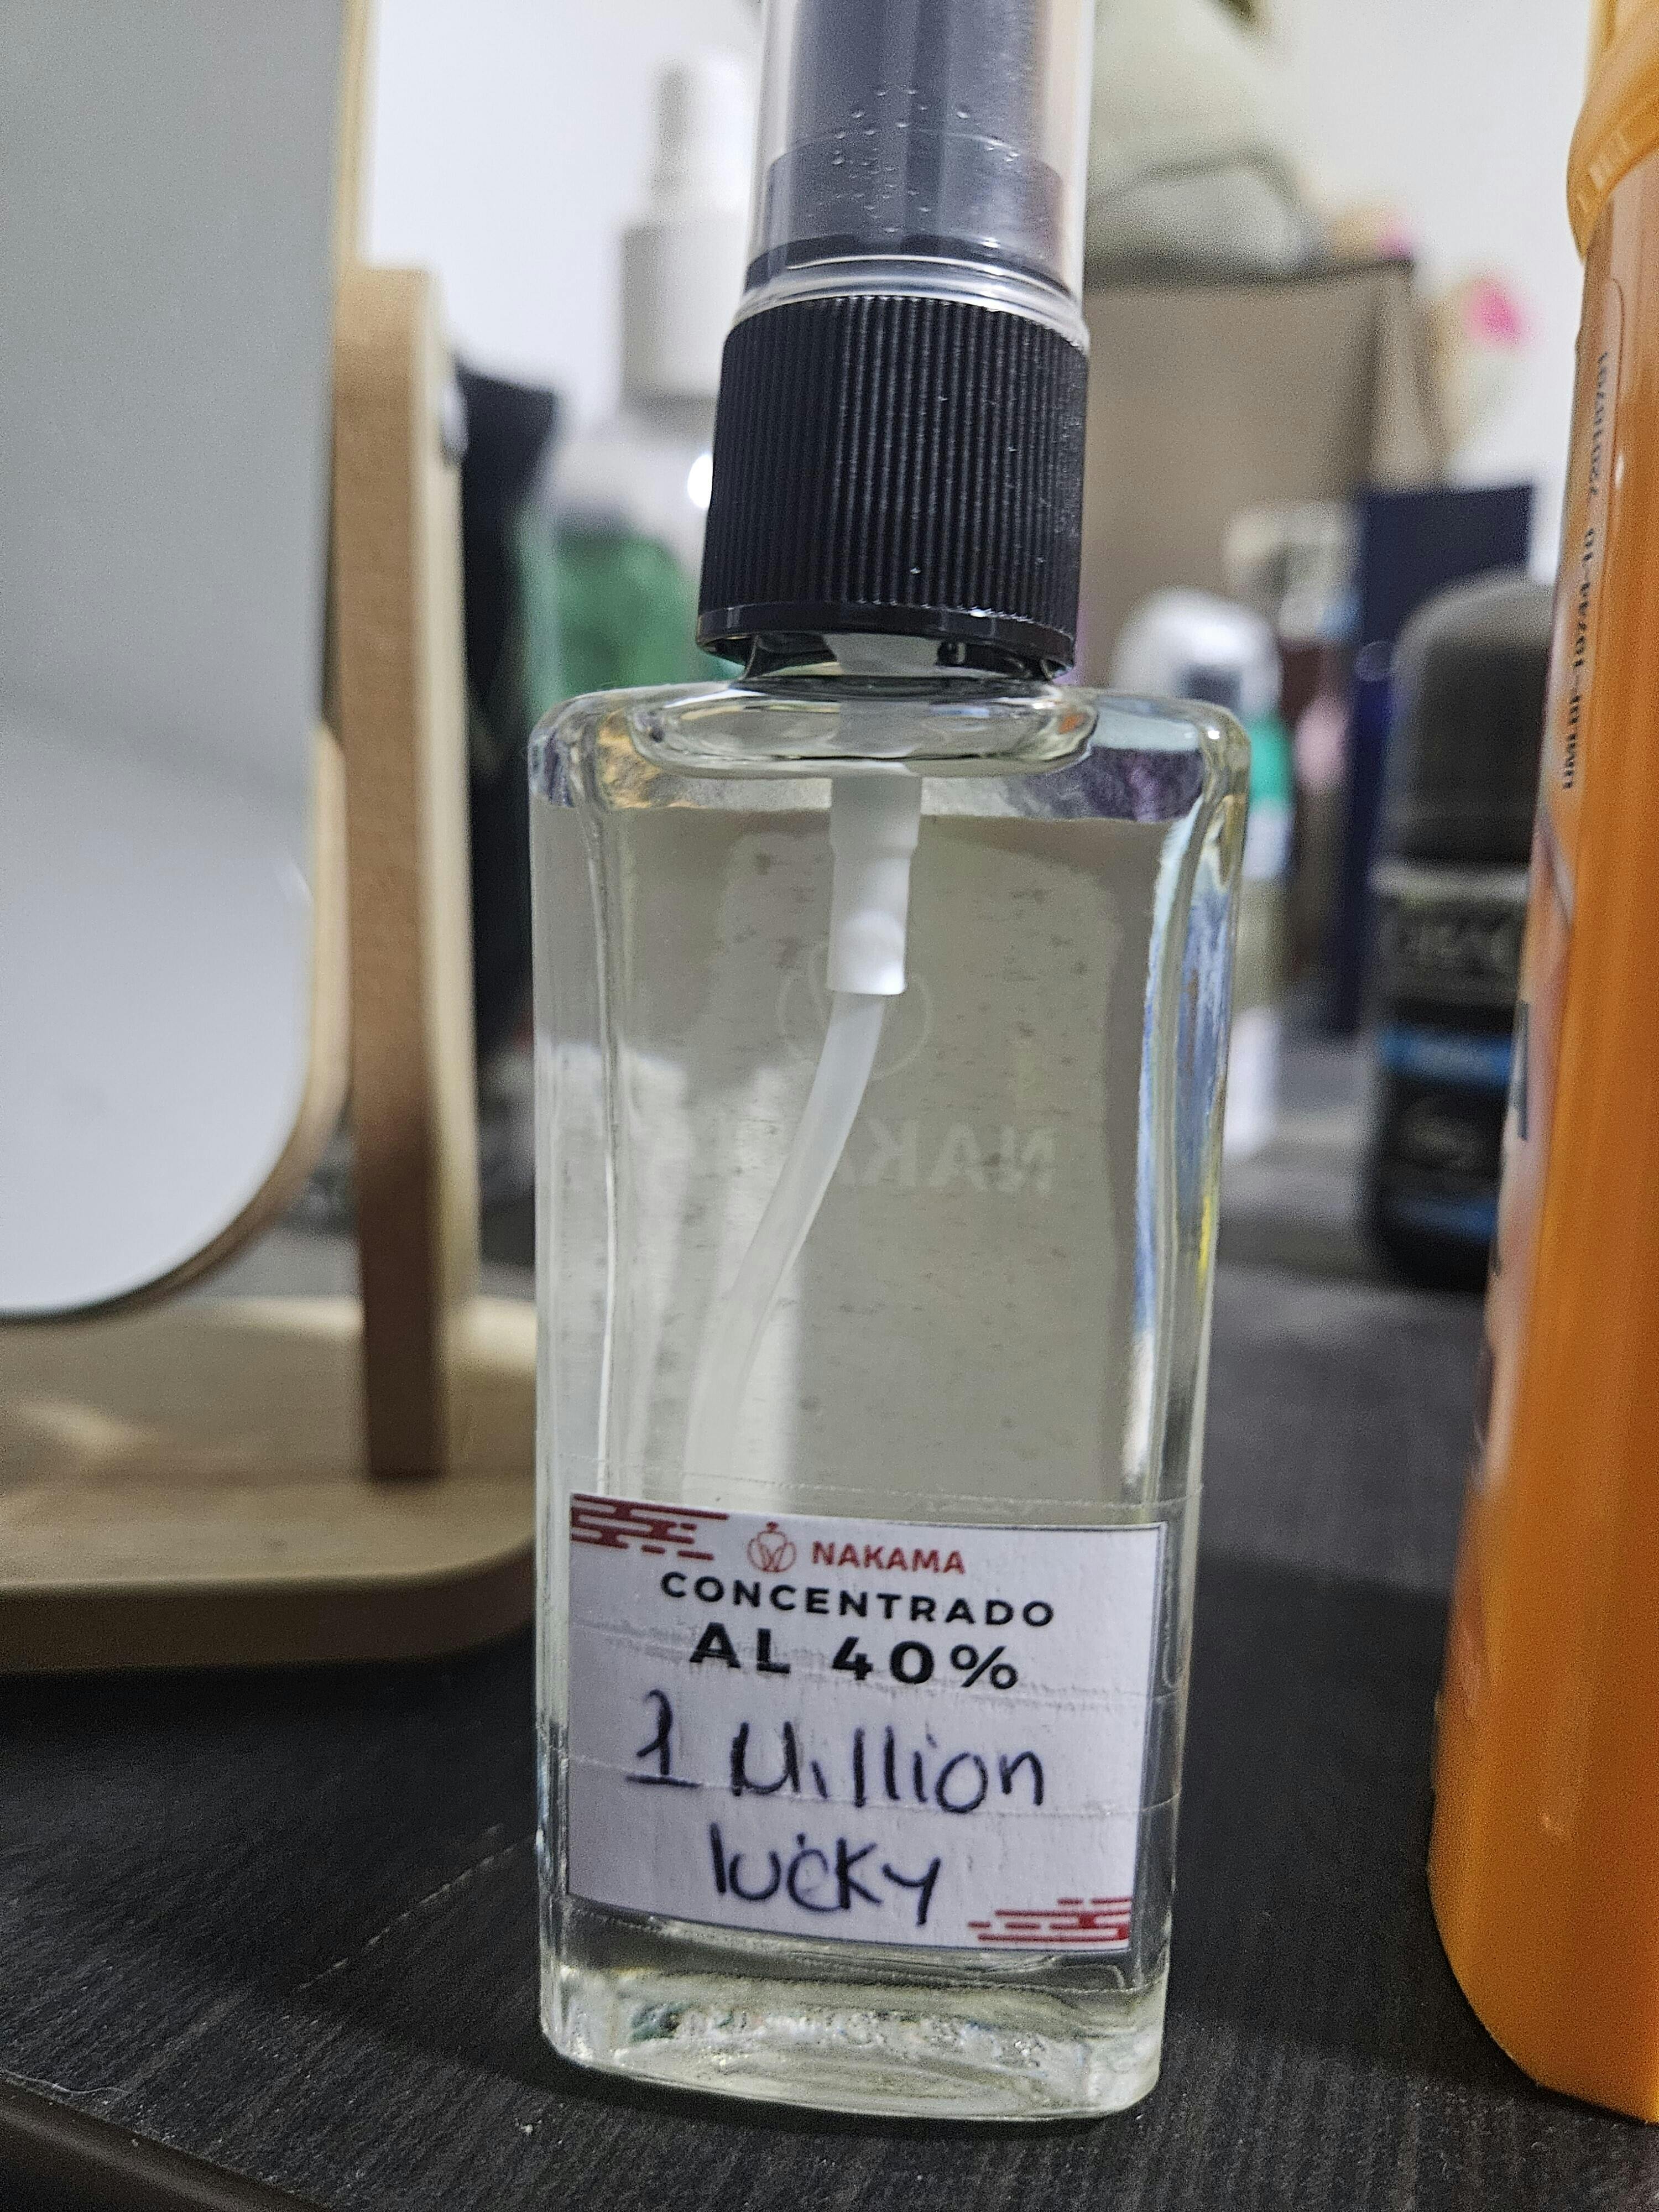 NAKAMA
CONCENTRADO
AL 40%
1 Million
lucky